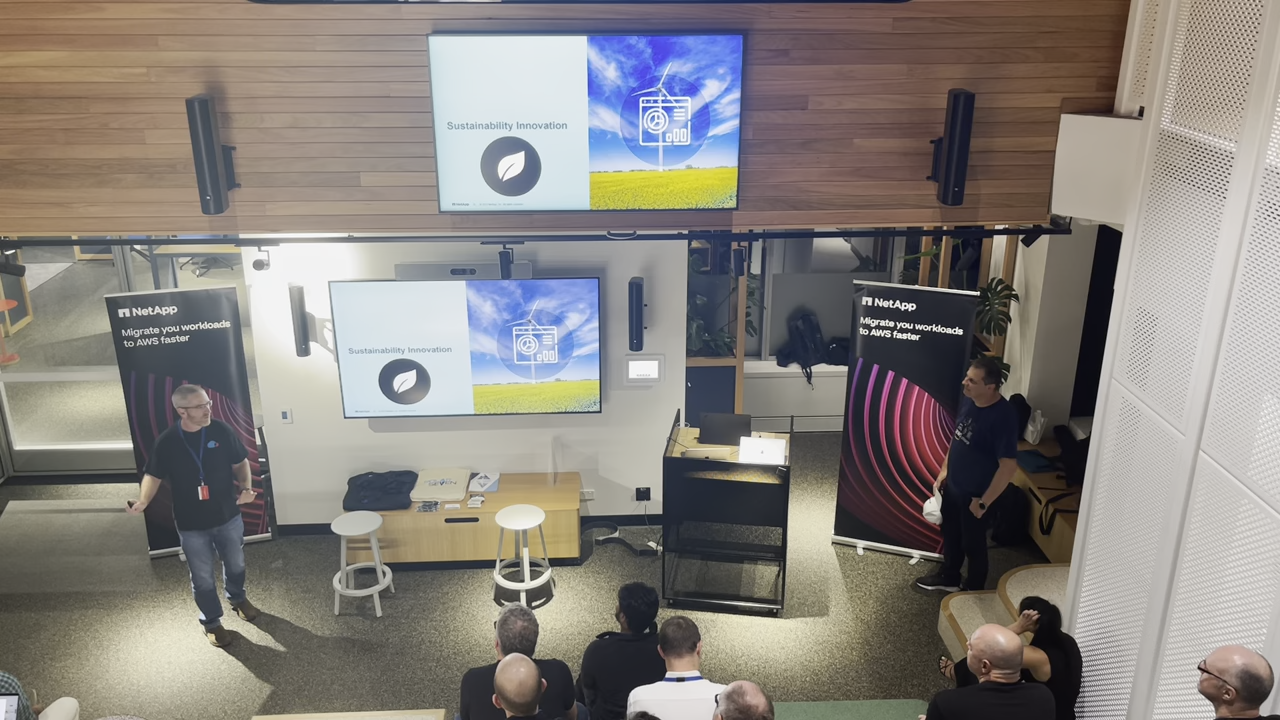 Sustainability Innovation
NetApp
Migrate you workloads
to AWS faster
Sustainability Innovation
NetApp
Migrate you workloads
to AWS faster